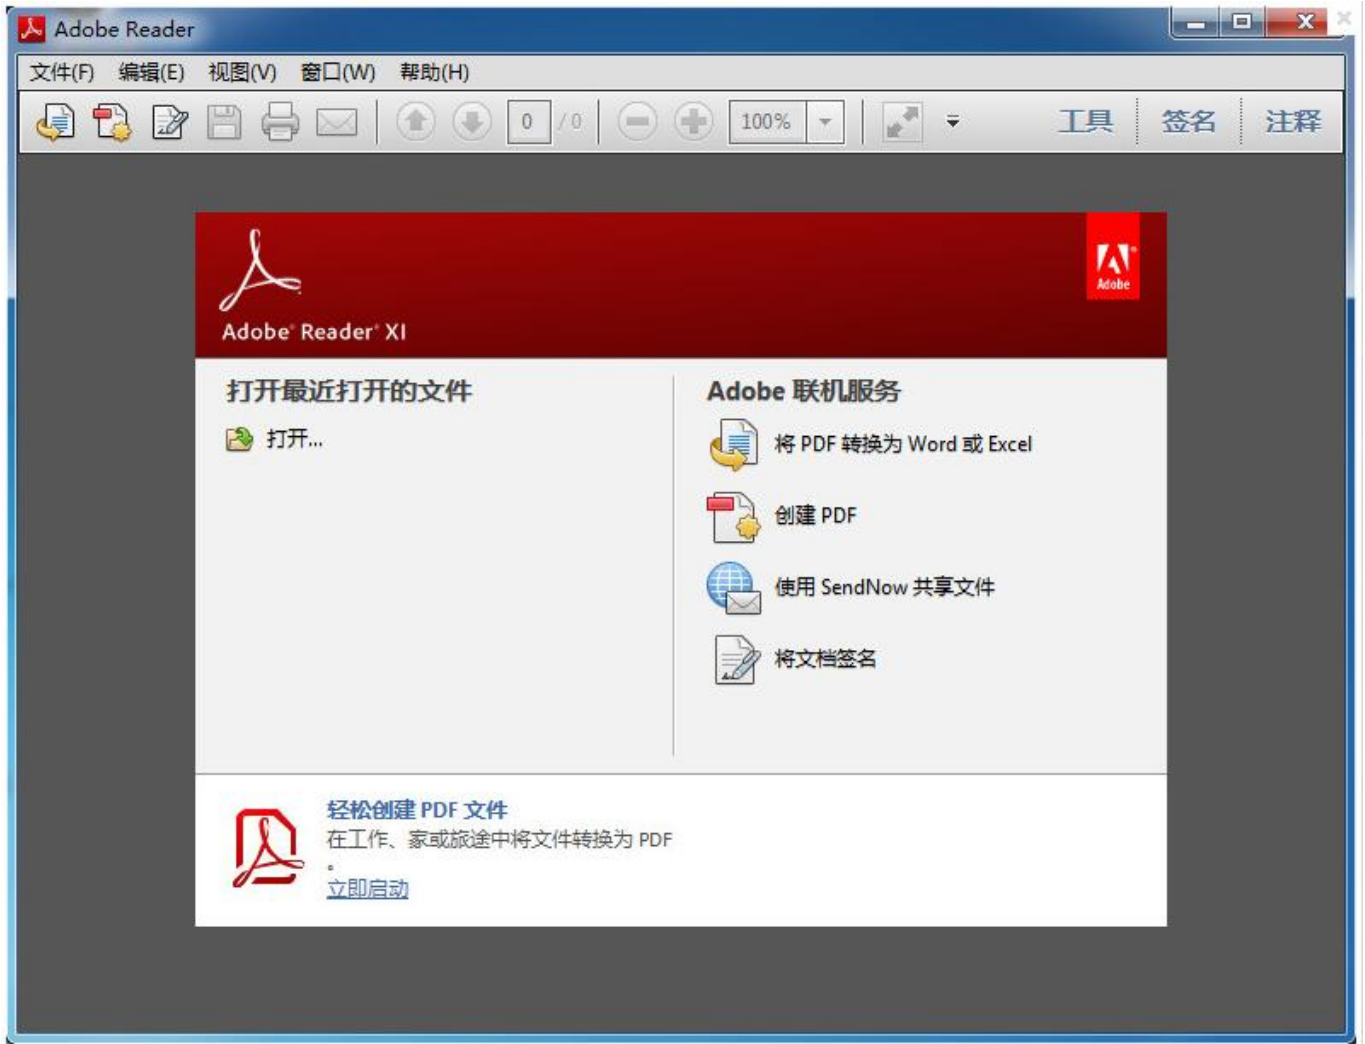 Adobe Reader
文件(F) 编辑(E) 视图(V) 窗口(W) 帮助(H)
0 / 0 100% 工具 签名 注释
Adobe
Adobe® Reader® XI
打开最近打开的文件
打开...
Adobe 联机服务
将 PDF 转换为 Word 或 Excel
创建 PDF
使用 SendNow 共享文件
将文档签名
轻松创建 PDF 文件
在工作、家或旅途中将文件转换为 PDF
。
立即启动